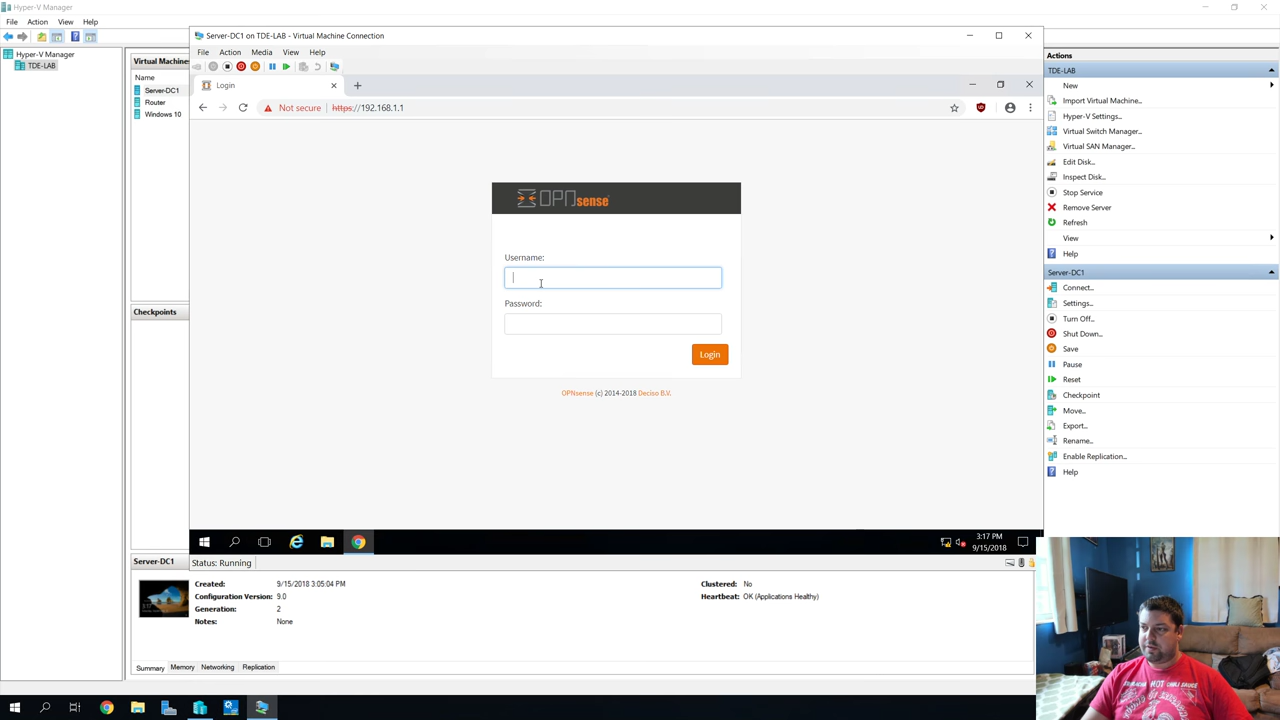 Hyper-V Manager
File Action View Help
Hyper-V Manager
TDE-LAB
Virtual Machine
Name
Server-DC1
Router
Windows 10
Checkpoints
Server-DC1 on TDE-LAB - Virtual Machine Connection
File Action Media View Help
Login
Not secure https://192.168.1.1
OPNsense
Username:
Password:
Login
OPNsense (c) 2014-2018 Deciso B.V.
3:17 PM
9/15/2018
Status: Running
Server-DC1
Created: 9/15/2018 3:05:04 PM Clustered: No
Configuration Version: 9.0 Heartbeat: OK (Applications Healthy)
Generation: 2
Notes: None
Summary Memory Networking Replication
Actions
TDE-LAB
New
Import Virtual Machine...
Hyper-V Settings...
Virtual Switch Manager...
Virtual SAN Manager...
Edit Disk...
Inspect Disk...
Stop Service
Remove Server
Refresh
View
Help
Server-DC1
Connect...
Settings...
Turn Off...
Shut Down...
Save
Pause
Reset
Checkpoint
Move...
Export...
Rename...
Enable Replication...
Help
HOT CHILI SAUCE